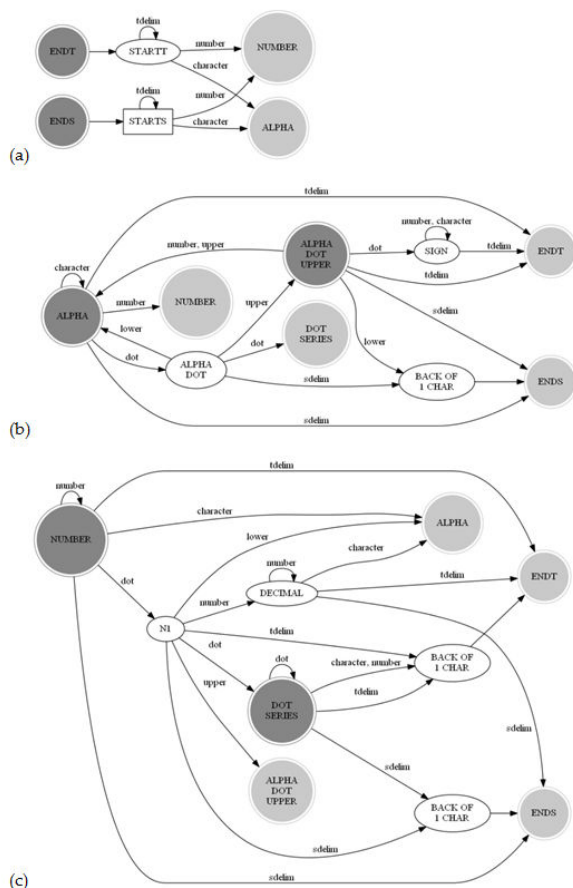 tdelim
ENDT
STARTT
number
NUMBER
character
tdelim
number
ENDS
STARTS
character
ALPHA
(a)
tdelim
number, character
number, upper
ALPHA
DOT
UPPER
dot
SIGN
tdelim
ENDT
tdelim
character
number
NUMBER
upper
sdelim
ALPHA
lower
dot
DOT
SERIES
lower
dot
ALPHA
DOT
sdelim
BACK OF
1 CHAR
ENDS
sdelim
(b)
number
tdelim
NUMBER
character
ALPHA
lower
character
number
dot
number
DECIMAL
tdelim
ENDT
N1
tdelim
dot
dot
character, number
BACK OF
1 CHAR
upper
DOT
SERIES
tdelim
sdelim
sdelim
ALPHA
DOT
UPPER
BACK OF
1 CHAR
ENDS
sdelim
sdelim
(c)